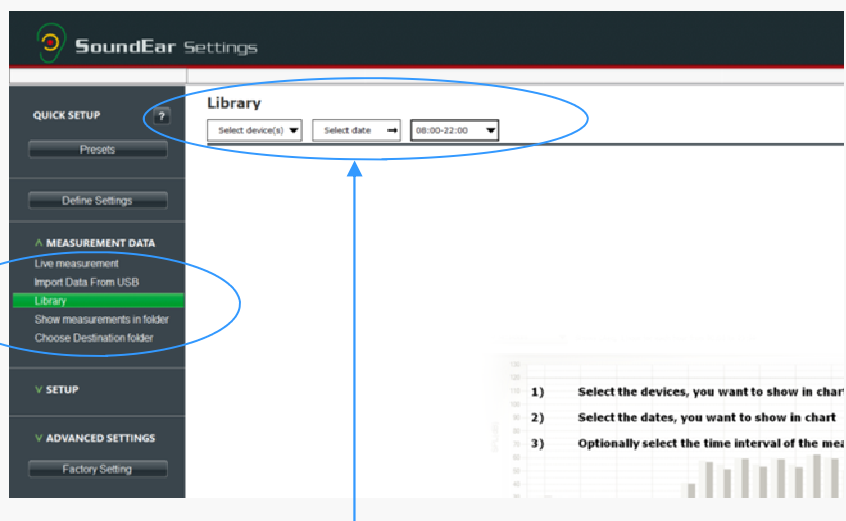 SoundEar Settings
QUICK SETUP ?
Presets
Define Settings
∧ MEASUREMENT DATA
Live measurement
Import Data From USB
Library
Show measurements in folder
Choose Destination folder
∨ SETUP
∨ ADVANCED SETTINGS
Factory Setting
Library
Select device(s) Select date 08:00-22:00
1) Select the devices, you want to show in char
2) Select the dates, you want to show in chart
3) Optionally select the time interval of the mea